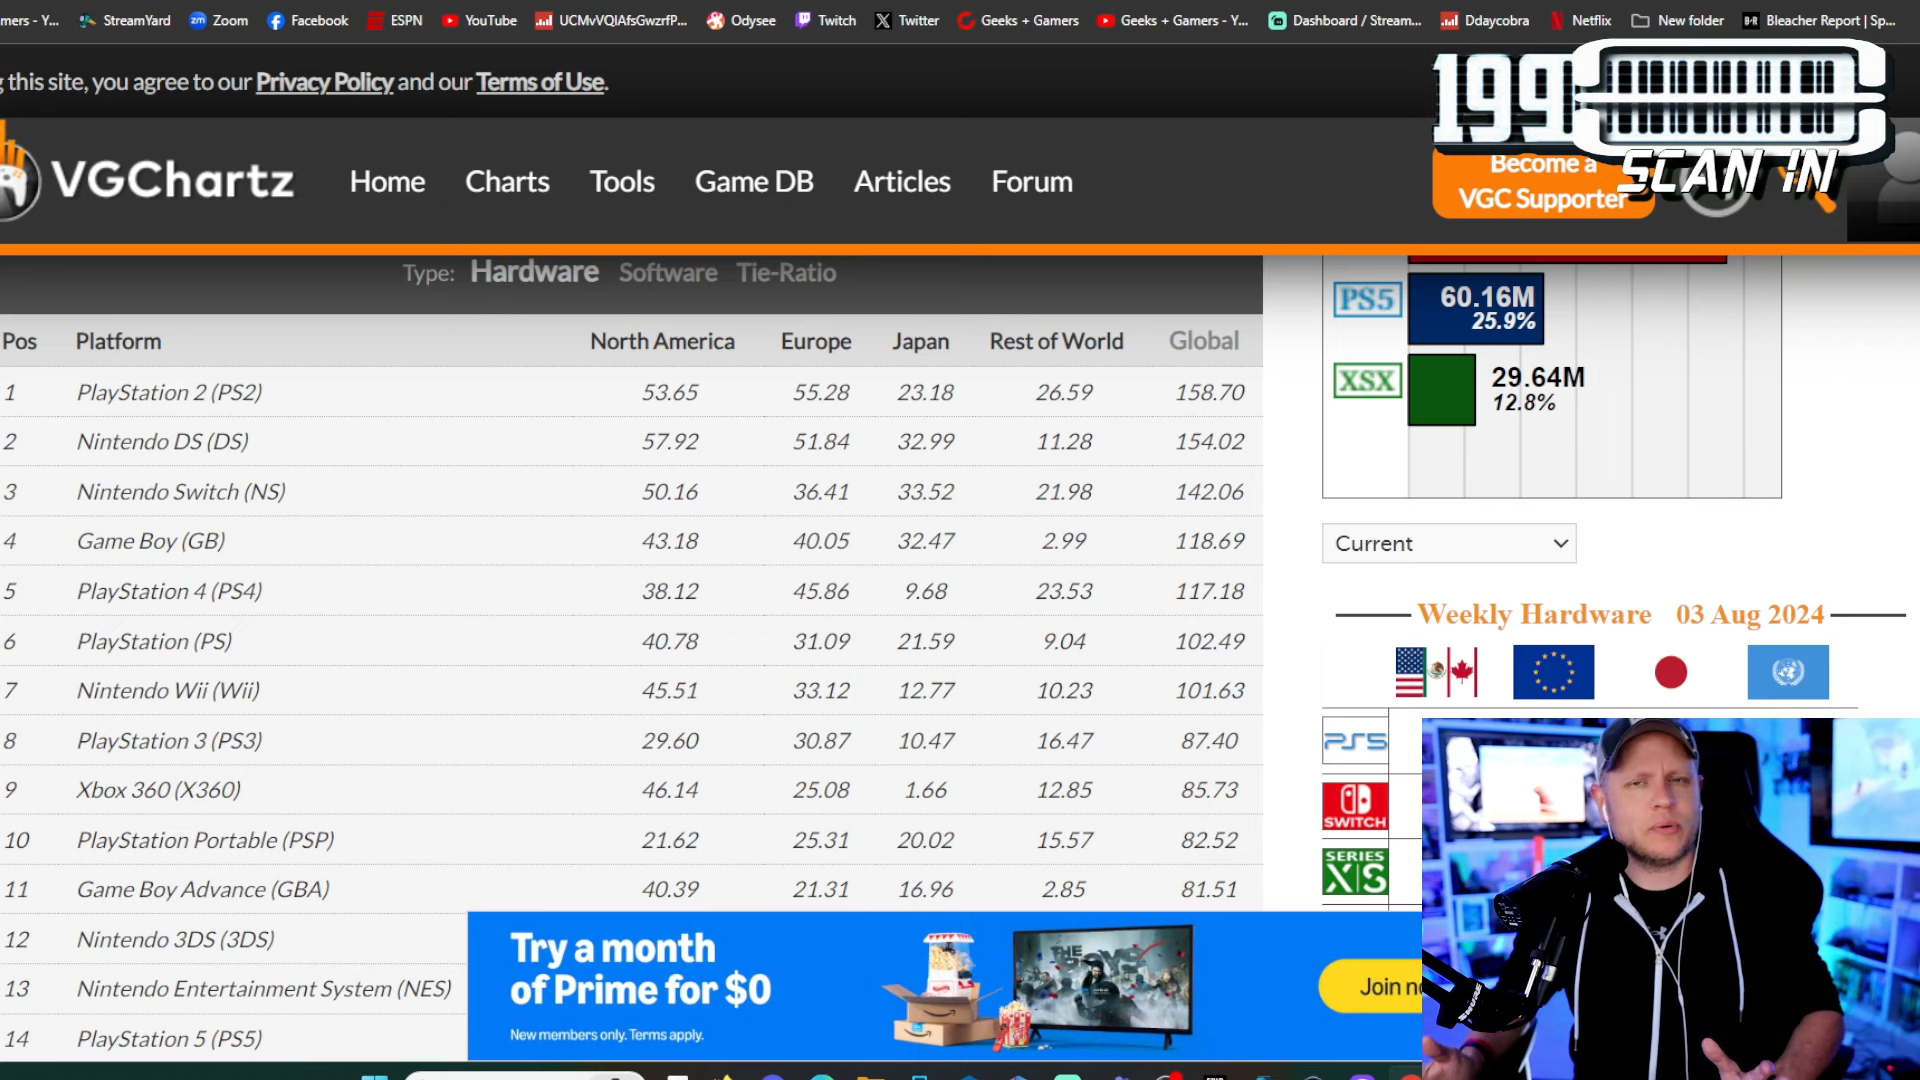 mers - Y... StreamYard Zoom Facebook ESPN YouTube UCMvVQIAfsGwzrfP... Odysee Twitch Twitter Geeks + Gamers Geeks + Gamers - Y... Dashboard / Stream... Ddaycobra Netflix New folder Bleacher Report | Sp...
g this site, you agree to our Privacy Policy and our Terms of Use.
199
SCAN IN
VGChartz Home Charts Tools Game DB Articles Forum
Become a
VGC Supporter
Type: Hardware Software Tie-Ratio
Pos Platform North America Europe Japan Rest of World Global
1 PlayStation 2 (PS2) 53.65 55.28 23.18 26.59 158.70
2 Nintendo DS (DS) 57.92 51.84 32.99 11.28 154.02
3 Nintendo Switch (NS) 50.16 36.41 33.52 21.98 142.06
4 Game Boy (GB) 43.18 40.05 32.47 2.99 118.69
5 PlayStation 4 (PS4) 38.12 45.86 9.68 23.53 117.18
6 PlayStation (PS) 40.78 31.09 21.59 9.04 102.49
7 Nintendo Wii (Wii) 45.51 33.12 12.77 10.23 101.63
8 PlayStation 3 (PS3) 29.60 30.87 10.47 16.47 87.40
9 Xbox 360 (X360) 46.14 25.08 1.66 12.85 85.73
10 PlayStation Portable (PSP) 21.62 25.31 20.02 15.57 82.52
11 Game Boy Advance (GBA) 40.39 21.31 16.96 2.85 81.51
12 Nintendo 3DS (3DS)
13 Nintendo Entertainment System (NES)
14 PlayStation 5 (PS5)
PS5 60.16M
25.9%
XSX 29.64M
12.8%
Current
Weekly Hardware 03 Aug 2024
PS5
SWITCH
SERIES
X|S
Try a month
of Prime for $0
New members only. Terms apply.
THE BOYS
Join no
SHURE